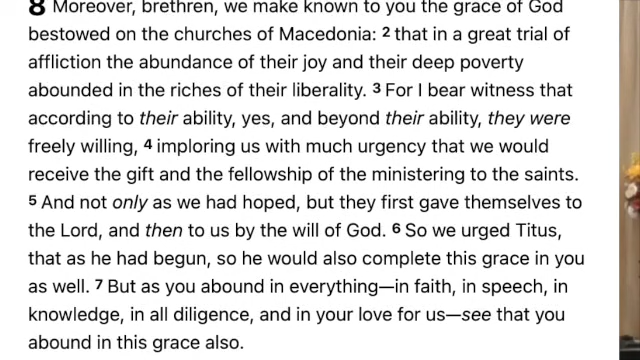 8 Moreover, brethren, we make known to you the grace of God
bestowed on the churches of Macedonia: 2 that in a great trial of
affliction the abundance of their joy and their deep poverty
abounded in the riches of their liberality. 3 For I bear witness that
according to their ability, yes, and beyond their ability, they were
freely willing, 4 imploring us with much urgency that we would
receive the gift and the fellowship of the ministering to the saints.
5 And not only as we had hoped, but they first gave themselves to
the Lord, and then to us by the will of God. 6 So we urged Titus,
that as he had begun, so he would also complete this grace in you
as well. 7 But as you abound in everything—in faith, in speech, in
knowledge, in all diligence, and in your love for us—see that you
abound in this grace also.